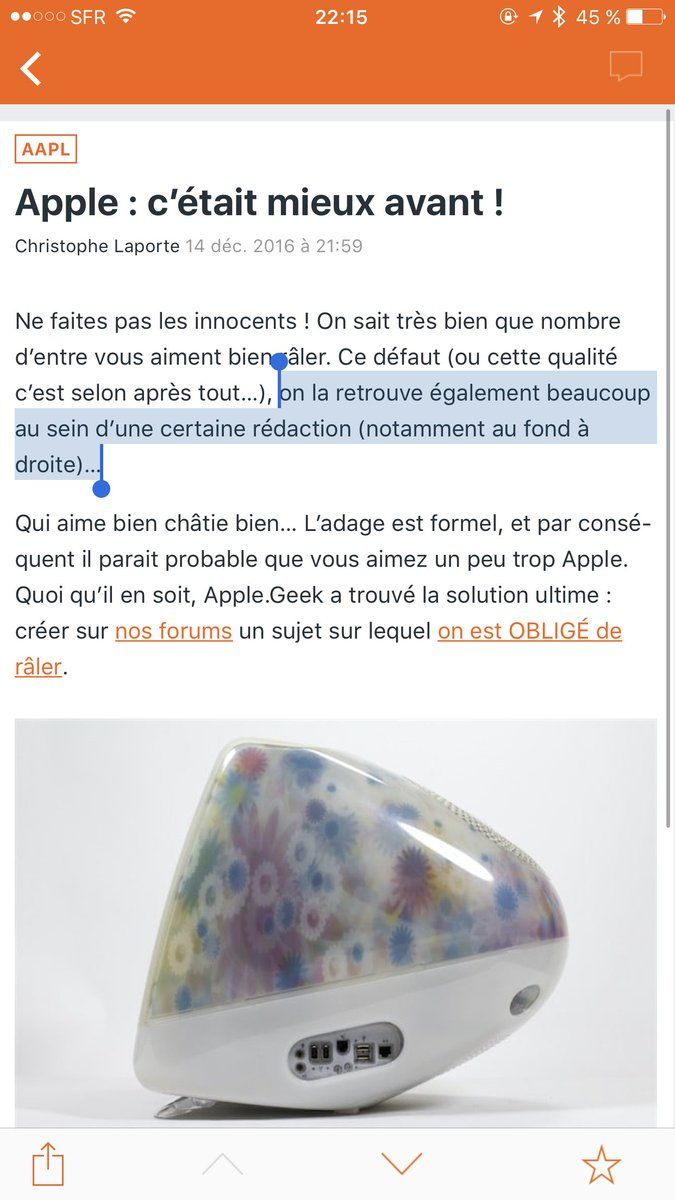 SFR 22:15 45 %
AAPL
Apple : c’était mieux avant !
Christophe Laporte 14 déc. 2016 à 21:59
Ne faites pas les innocents ! On sait très bien que nombre
d’entre vous aiment bien râler. Ce défaut (ou cette qualité
c’est selon après tout…), on la retrouve également beaucoup
au sein d’une certaine rédaction (notamment au fond à
droite)…
Qui aime bien châtie bien… L’adage est formel, et par consé-
quent il parait probable que vous aimez un peu trop Apple.
Quoi qu’il en soit, Apple.Geek a trouvé la solution ultime :
créer sur nos forums un sujet sur lequel on est OBLIGÉ de
râler.